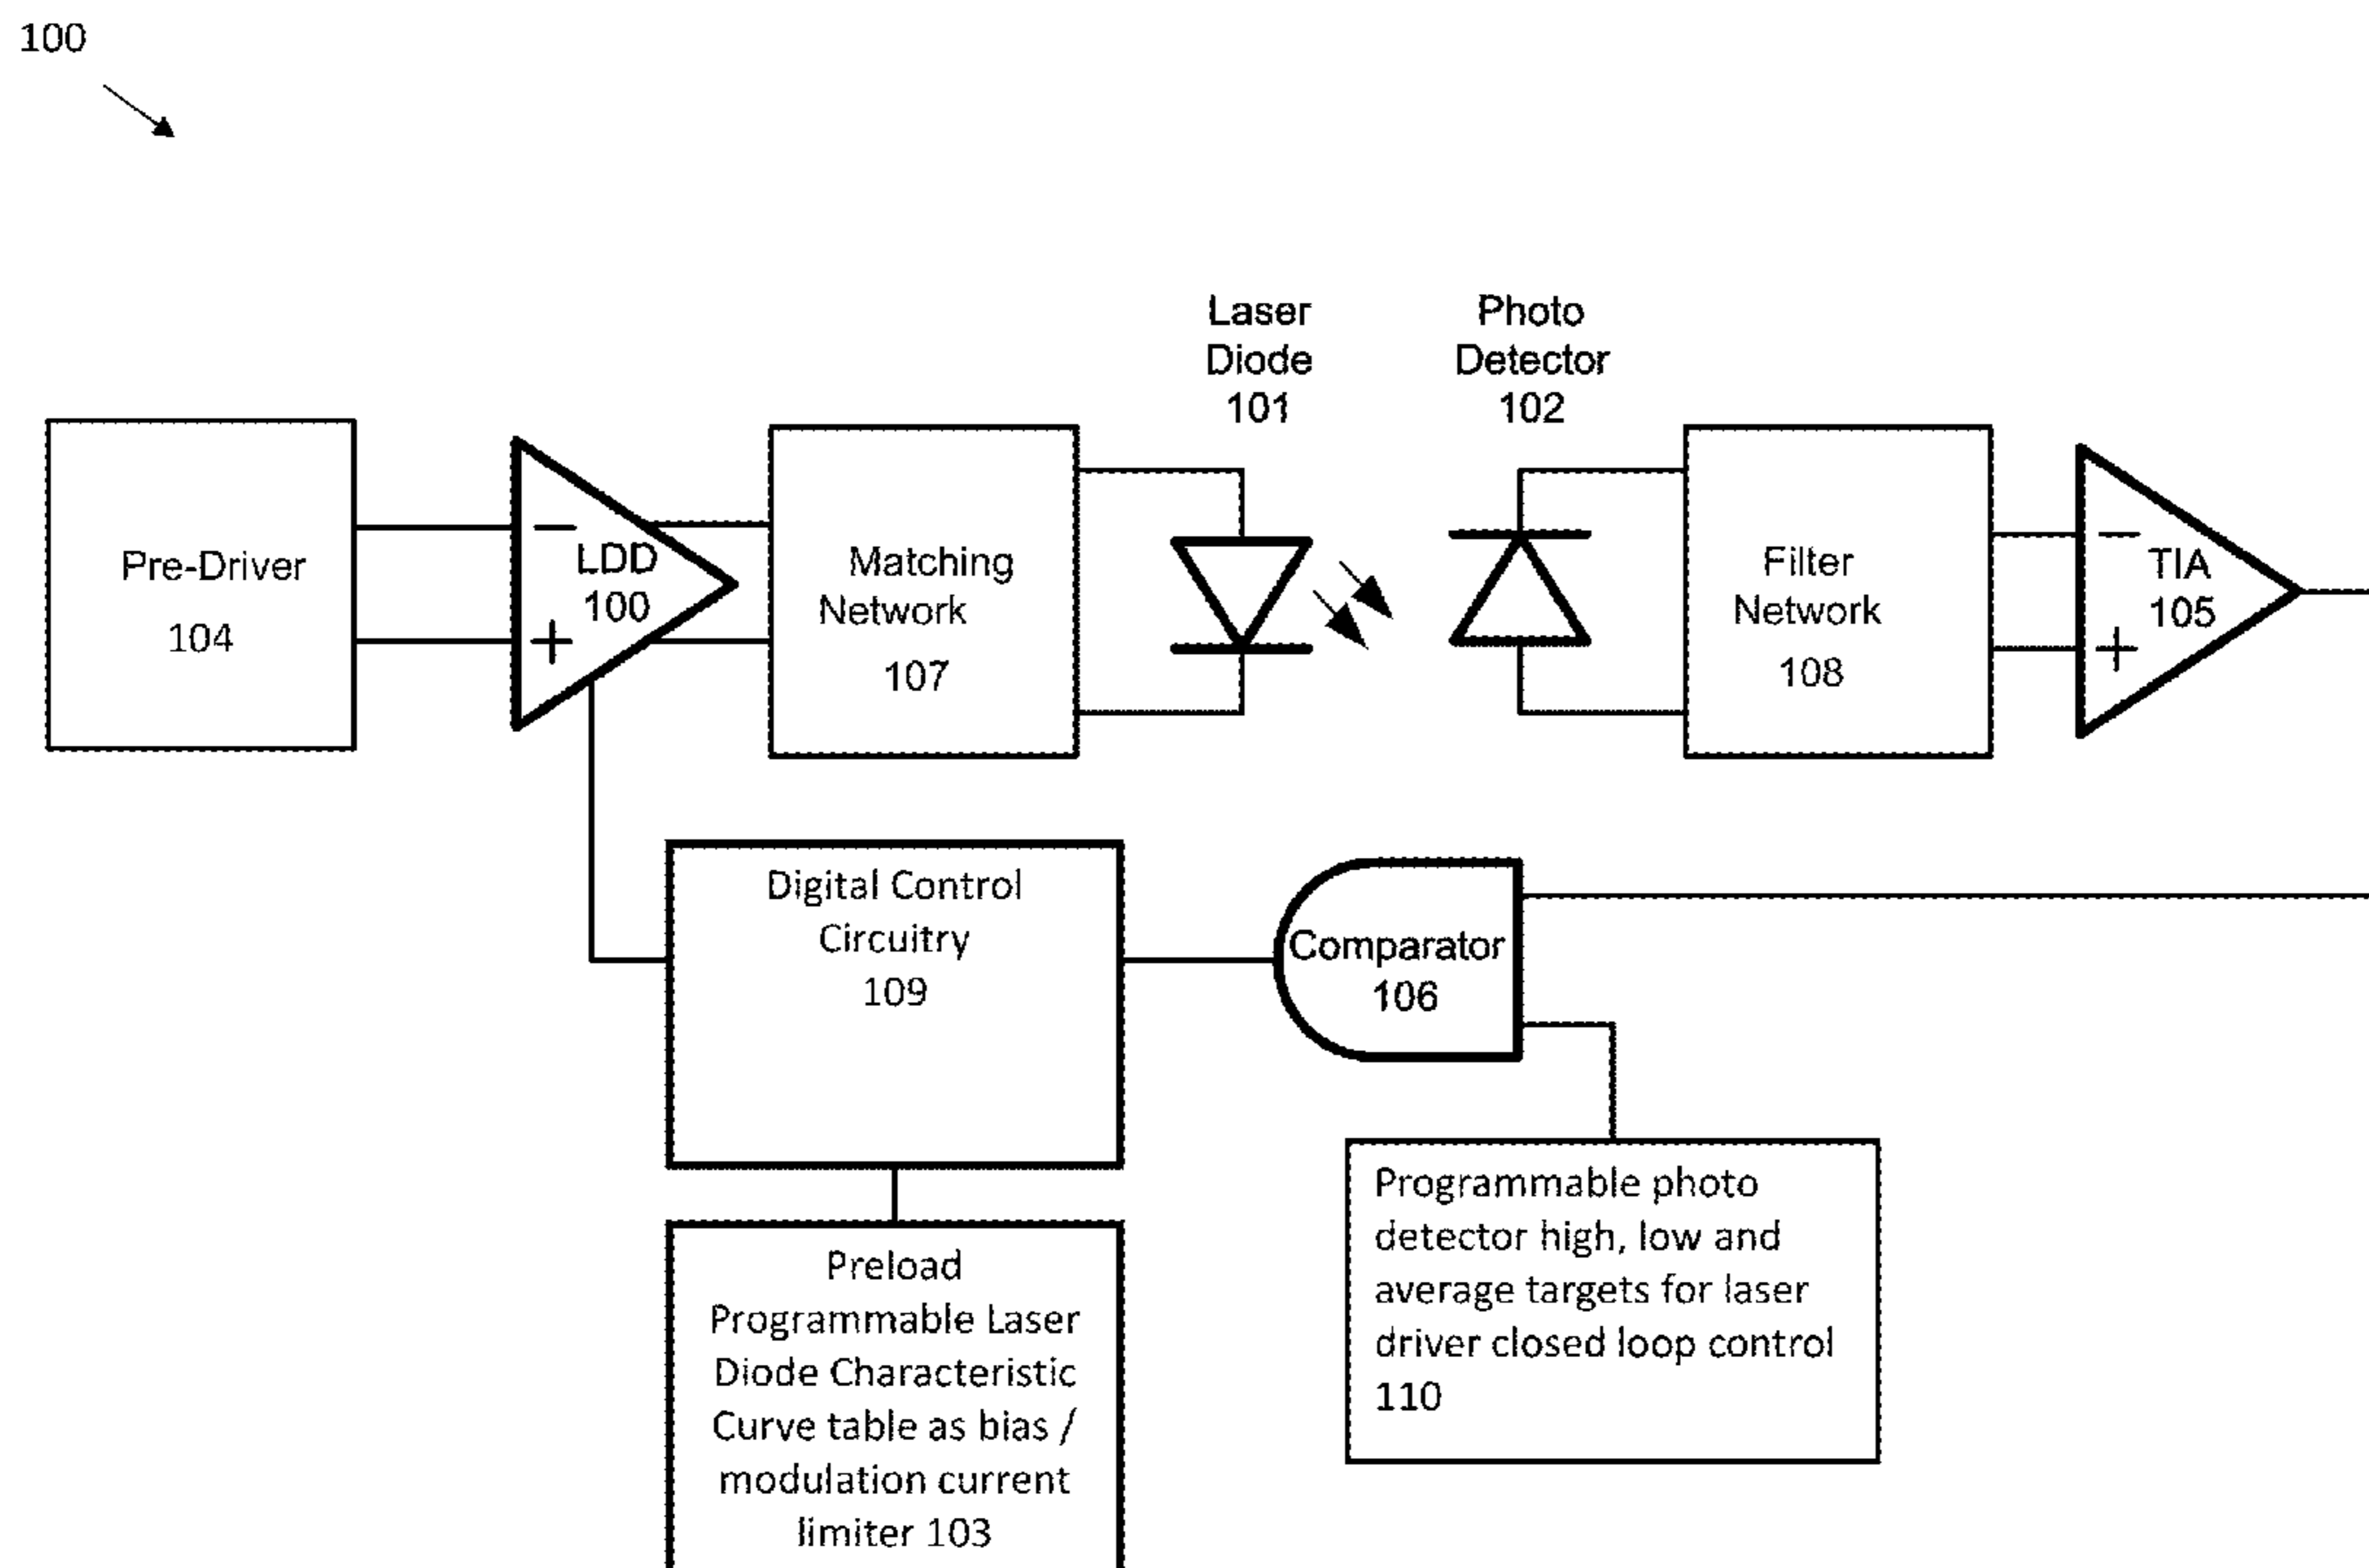 100
Laser
Diode
101
Photo
Detector
102
Pre-Driver
104
−
LDD
100
+
Matching
Network
107
Filter
Network
108
−
TIA
105
+
Digital Control
Circuitry
109
Comparator
106
Programmable photo
detector high, low and
average targets for laser
driver closed loop control
110
Preload
Programmable Laser
Diode Characteristic
Curve table as bias /
modulation current
limiter 103